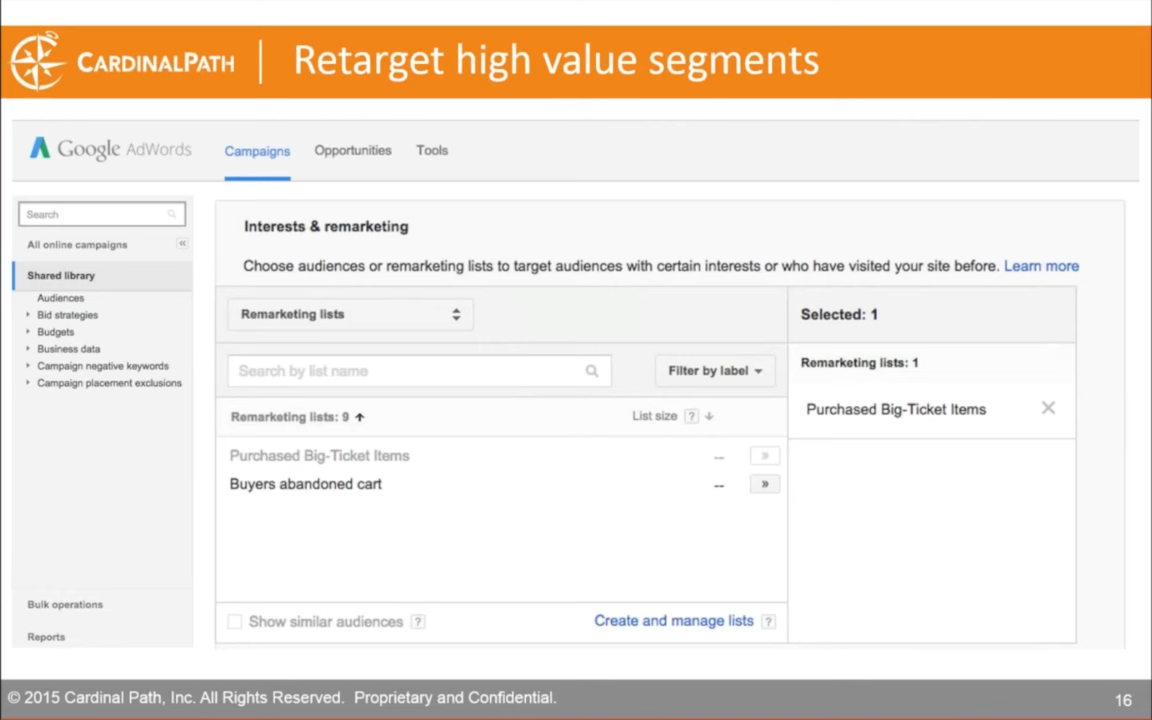 CARDINALPATH
Retarget high value segments
Google AdWords
Campaigns
Opportunities
Tools
Search
All online campaigns
«
Shared library
Audiences
Bid strategies
Budgets
Business data
Campaign negative keywords
Campaign placement exclusions
Bulk operations
Reports
Interests & remarketing
Choose audiences or remarketing lists to target audiences with certain interests or who have visited your site before. Learn more
Remarketing lists
Search by list name
Filter by label
Remarketing lists: 9 ↑
List size ? ↓
Purchased Big-Ticket Items -- »
Buyers abandoned cart -- »
Show similar audiences ?
Create and manage lists ?
Selected: 1
Remarketing lists: 1
Purchased Big-Ticket Items ×
© 2015 Cardinal Path, Inc. All Rights Reserved. Proprietary and Confidential.
16